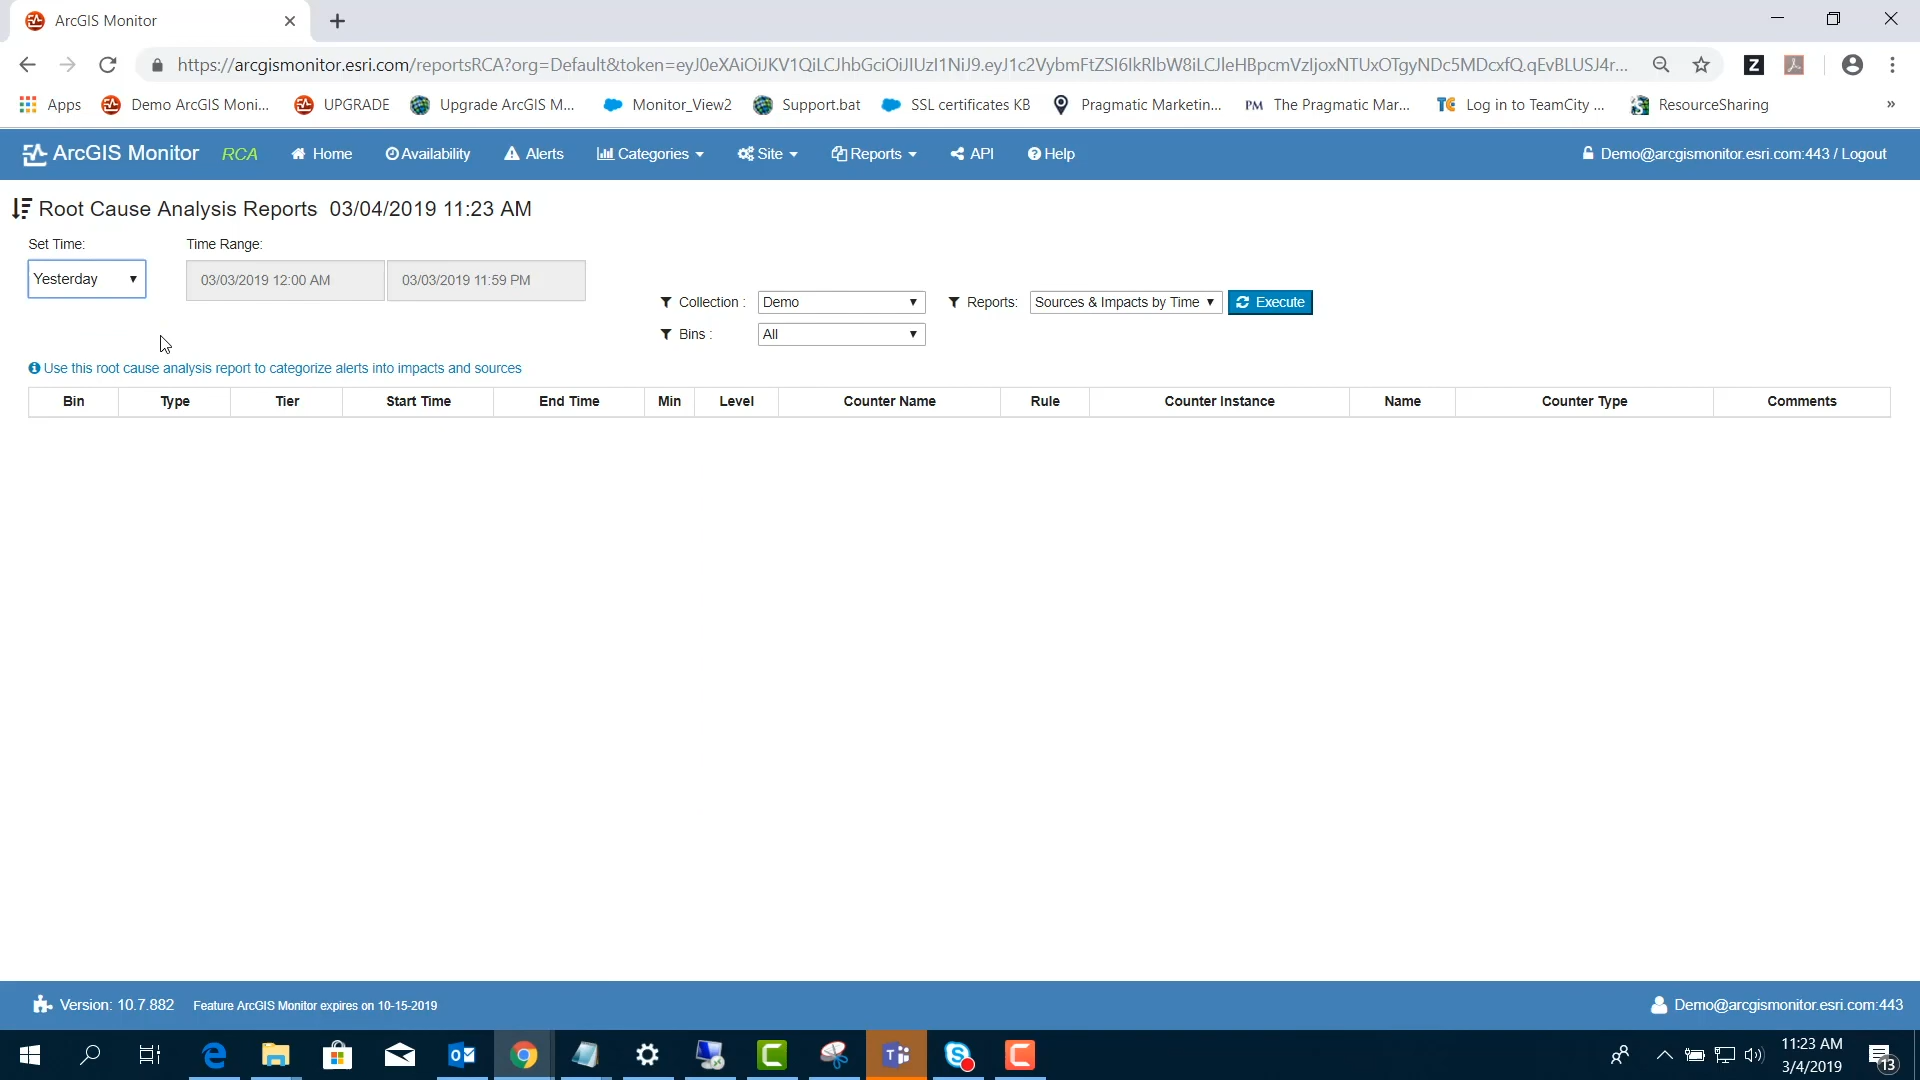 ArcGIS Monitor
https://arcgismonitor.esri.com/reportsRCA?org=Default&token=eyJ0eXAiOiJKV1QiLCJhbGciOiJIUzI1NiJ9.eyJ1c2VybmFtZSI6IkRlbW8iLCJleHBpcmVzIjoxNTUxOTgyNDc5MDcxfQ.qEvBLUSJ4r...
Apps Demo ArcGIS Moni... UPGRADE Upgrade ArcGIS M... Monitor_View2 Support.bat SSL certificates KB Pragmatic Marketin... PM The Pragmatic Mar... TC Log in to TeamCity ... ResourceSharing »
ArcGIS Monitor RCA Home Availability Alerts Categories Site Reports API Help Demo@arcgismonitor.esri.com:443 / Logout
Root Cause Analysis Reports 03/04/2019 11:23 AM
Set Time: Time Range:
Yesterday 03/03/2019 12:00 AM 03/03/2019 11:59 PM
Collection : Demo Reports: Sources & Impacts by Time Execute
Bins : All
Use this root cause analysis report to categorize alerts into impacts and sources
Bin Type Tier Start Time End Time Min Level Counter Name Rule Counter Instance Name Counter Type Comments
Version: 10.7.882 Feature ArcGIS Monitor expires on 10-15-2019 Demo@arcgismonitor.esri.com:443
11:23 AM
3/4/2019
13